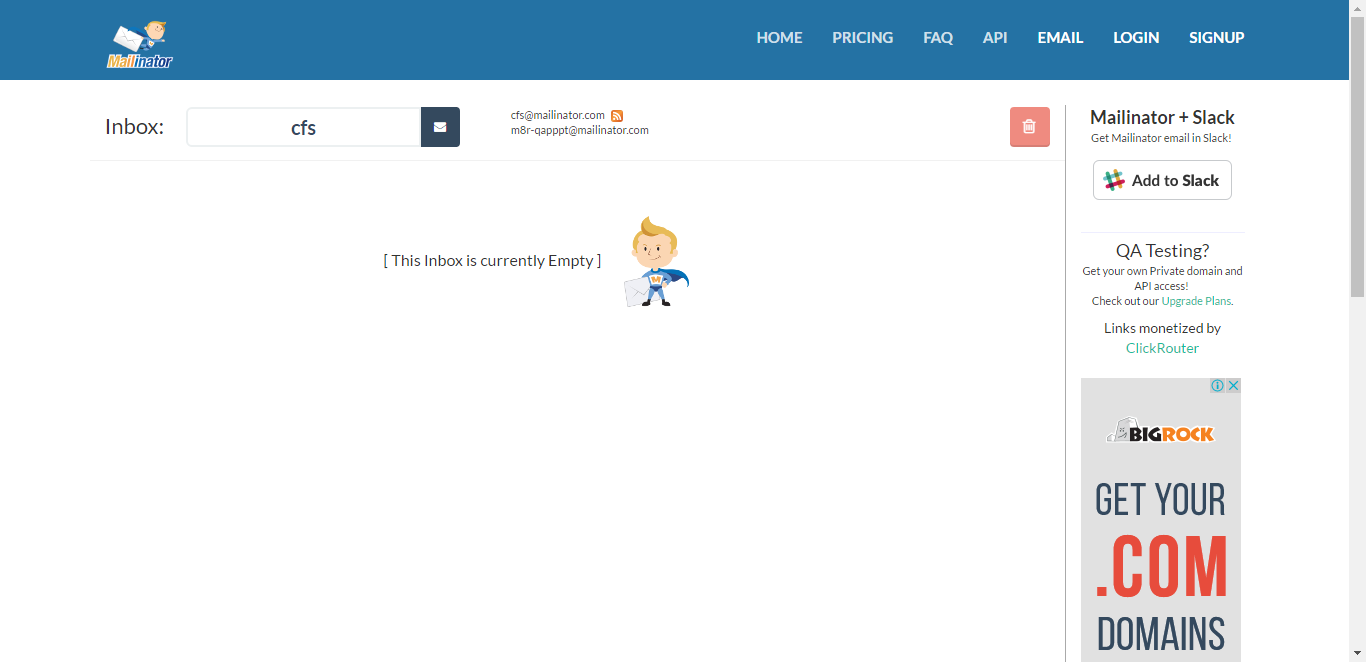 Mailinator
HOME PRICING FAQ API EMAIL LOGIN SIGNUP
Inbox:
cfs
cfs@mailinator.com
m8r-qapppt@mailinator.com
[ This Inbox is currently Empty ]
M
Mailinator + Slack
Get Mailinator email in Slack!
Add to Slack
QA Testing?
Get your own Private domain and
API access!
Check out our Upgrade Plans.
Links monetized by
ClickRouter
BIGROCK
GET YOUR
.COM
DOMAINS